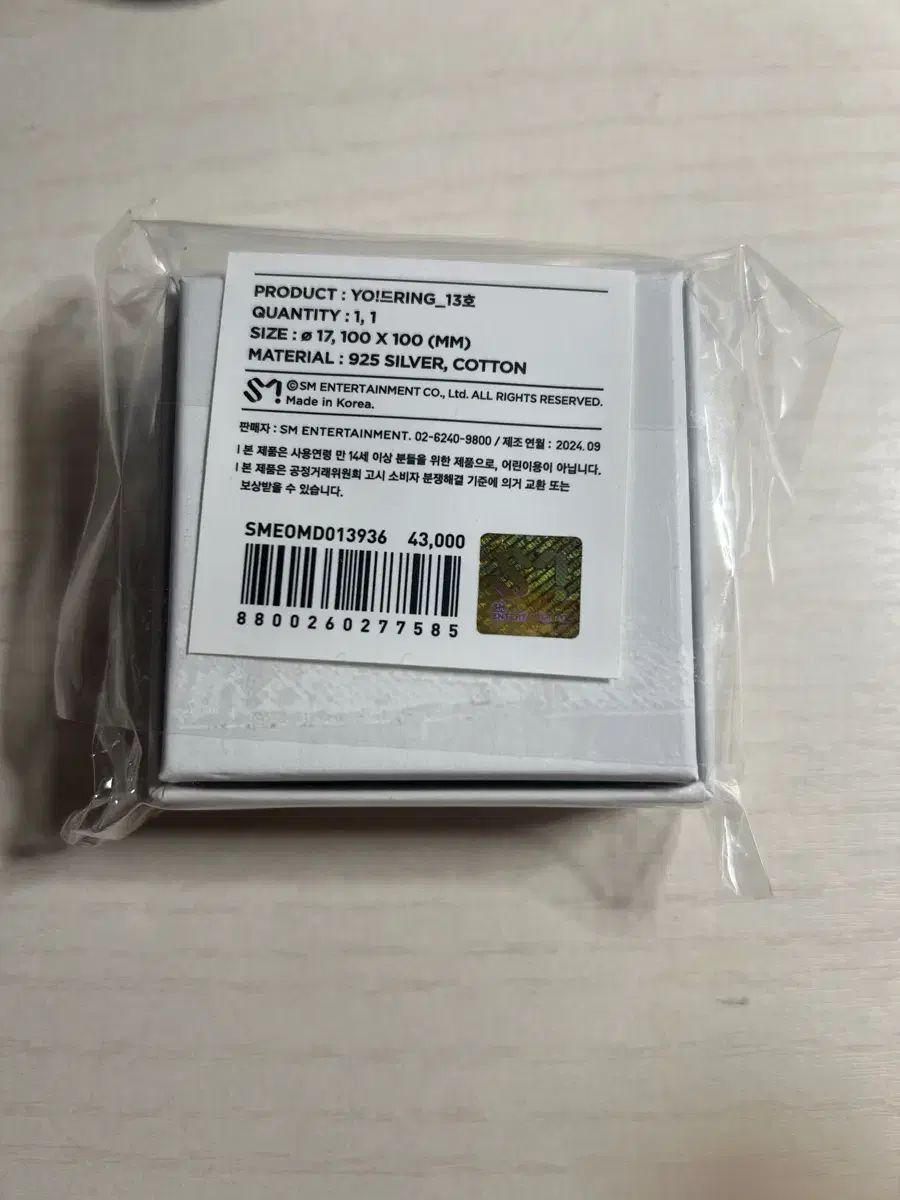 PRODUCT : YO!드RING_13호
QUANTITY : 1, 1
SIZE : ø 17, 100 X 100 (MM)
MATERIAL : 925 SILVER, COTTON
SM! ©SM ENTERTAINMENT CO., Ltd. ALL RIGHTS RESERVED.
Made in Korea.
판매자 : SM ENTERTAINMENT. 02-6240-9800 / 제조 연월 : 2024.09
| 본 제품은 사용연령 만 14세 이상 분들을 위한 제품으로, 어린이용이 아닙니다.
| 본 제품은 공정거래위원회 고시 소비자 분쟁해결 기준에 의거 교환 또는
보상받을 수 있습니다.
SMEOMD013936 43,000
8800260277585